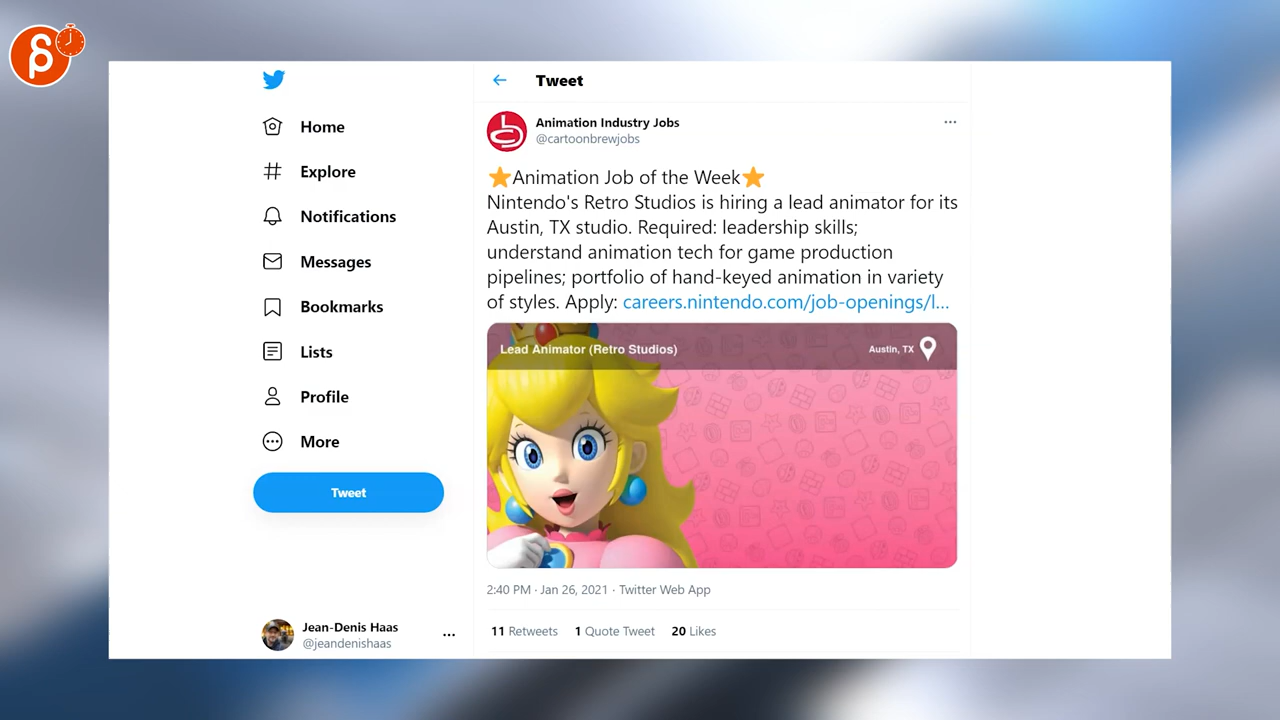 Home
Explore
Notifications
Messages
Bookmarks
Lists
Profile
More
Tweet
Jean-Denis Haas
@jeandenishaas
Tweet
Animation Industry Jobs
@cartoonbrewjobs
⭐Animation Job of the Week⭐
Nintendo's Retro Studios is hiring a lead animator for its
Austin, TX studio. Required: leadership skills;
understand animation tech for game production
pipelines; portfolio of hand-keyed animation in variety
of styles. Apply: careers.nintendo.com/job-openings/l...
Lead Animator (Retro Studios)
Austin, TX
2:40 PM · Jan 26, 2021 · Twitter Web App
11 Retweets 1 Quote Tweet 20 Likes